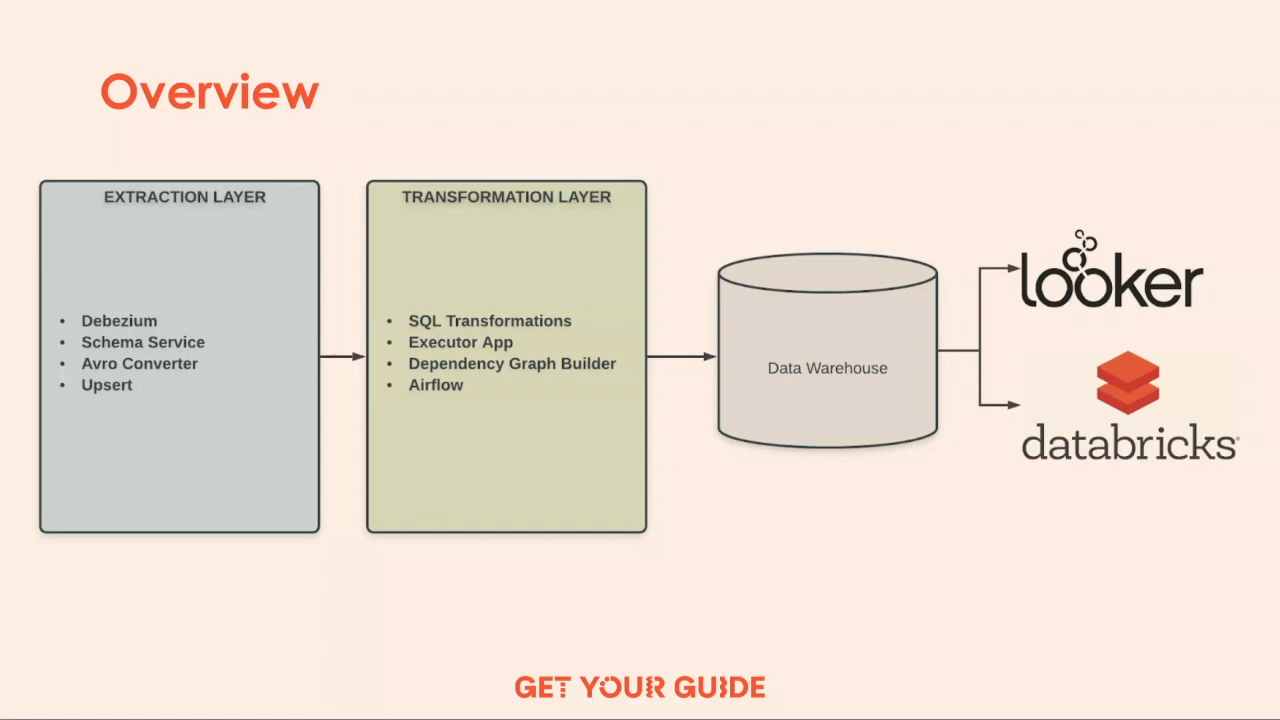 Overview
EXTRACTION LAYER
• Debezium
• Schema Service
• Avro Converter
• Upsert
TRANSFORMATION LAYER
• SQL Transformations
• Executor App
• Dependency Graph Builder
• Airflow
Data Warehouse
looker
databricks
GET YOUR GUIDE